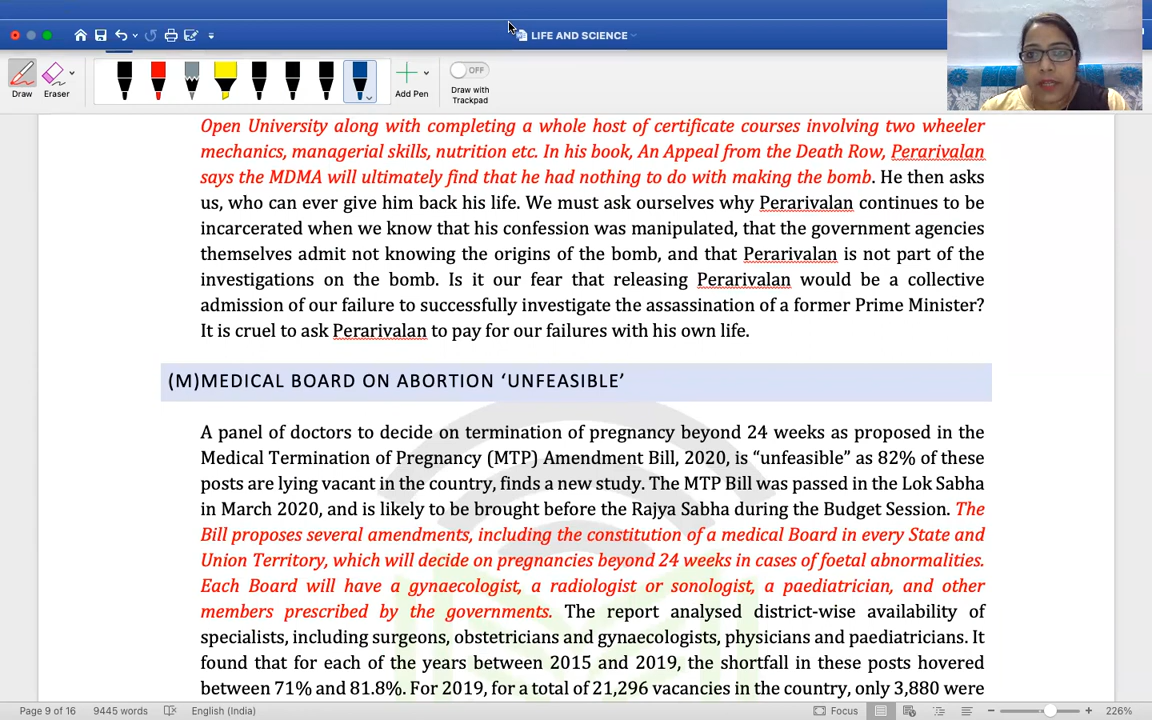 LIFE AND SCIENCE
Draw
Eraser
Add Pen
OFF
Draw with
Trackpad
Open University along with completing a whole host of certificate courses involving two wheeler
mechanics, managerial skills, nutrition etc. In his book, An Appeal from the Death Row, Perarivalan
says the MDMA will ultimately find that he had nothing to do with making the bomb. He then asks
us, who can ever give him back his life. We must ask ourselves why Perarivalan continues to be
incarcerated when we know that his confession was manipulated, that the government agencies
themselves admit not knowing the origins of the bomb, and that Perarivalan is not part of the
investigations on the bomb. Is it our fear that releasing Perarivalan would be a collective
admission of our failure to successfully investigate the assassination of a former Prime Minister?
It is cruel to ask Perarivalan to pay for our failures with his own life.
(M)MEDICAL BOARD ON ABORTION ‘UNFEASIBLE’
A panel of doctors to decide on termination of pregnancy beyond 24 weeks as proposed in the
Medical Termination of Pregnancy (MTP) Amendment Bill, 2020, is “unfeasible” as 82% of these
posts are lying vacant in the country, finds a new study. The MTP Bill was passed in the Lok Sabha
in March 2020, and is likely to be brought before the Rajya Sabha during the Budget Session. The
Bill proposes several amendments, including the constitution of a medical Board in every State and
Union Territory, which will decide on pregnancies beyond 24 weeks in cases of foetal abnormalities.
Each Board will have a gynaecologist, a radiologist or sonologist, a paediatrician, and other
members prescribed by the governments. The report analysed district-wise availability of
specialists, including surgeons, obstetricians and gynaecologists, physicians and paediatricians. It
found that for each of the years between 2015 and 2019, the shortfall in these posts hovered
between 71% and 81.8%. For 2019, for a total of 21,296 vacancies in the country, only 3,880 were
Page 9 of 16
9445 words
English (India)
Focus
226%